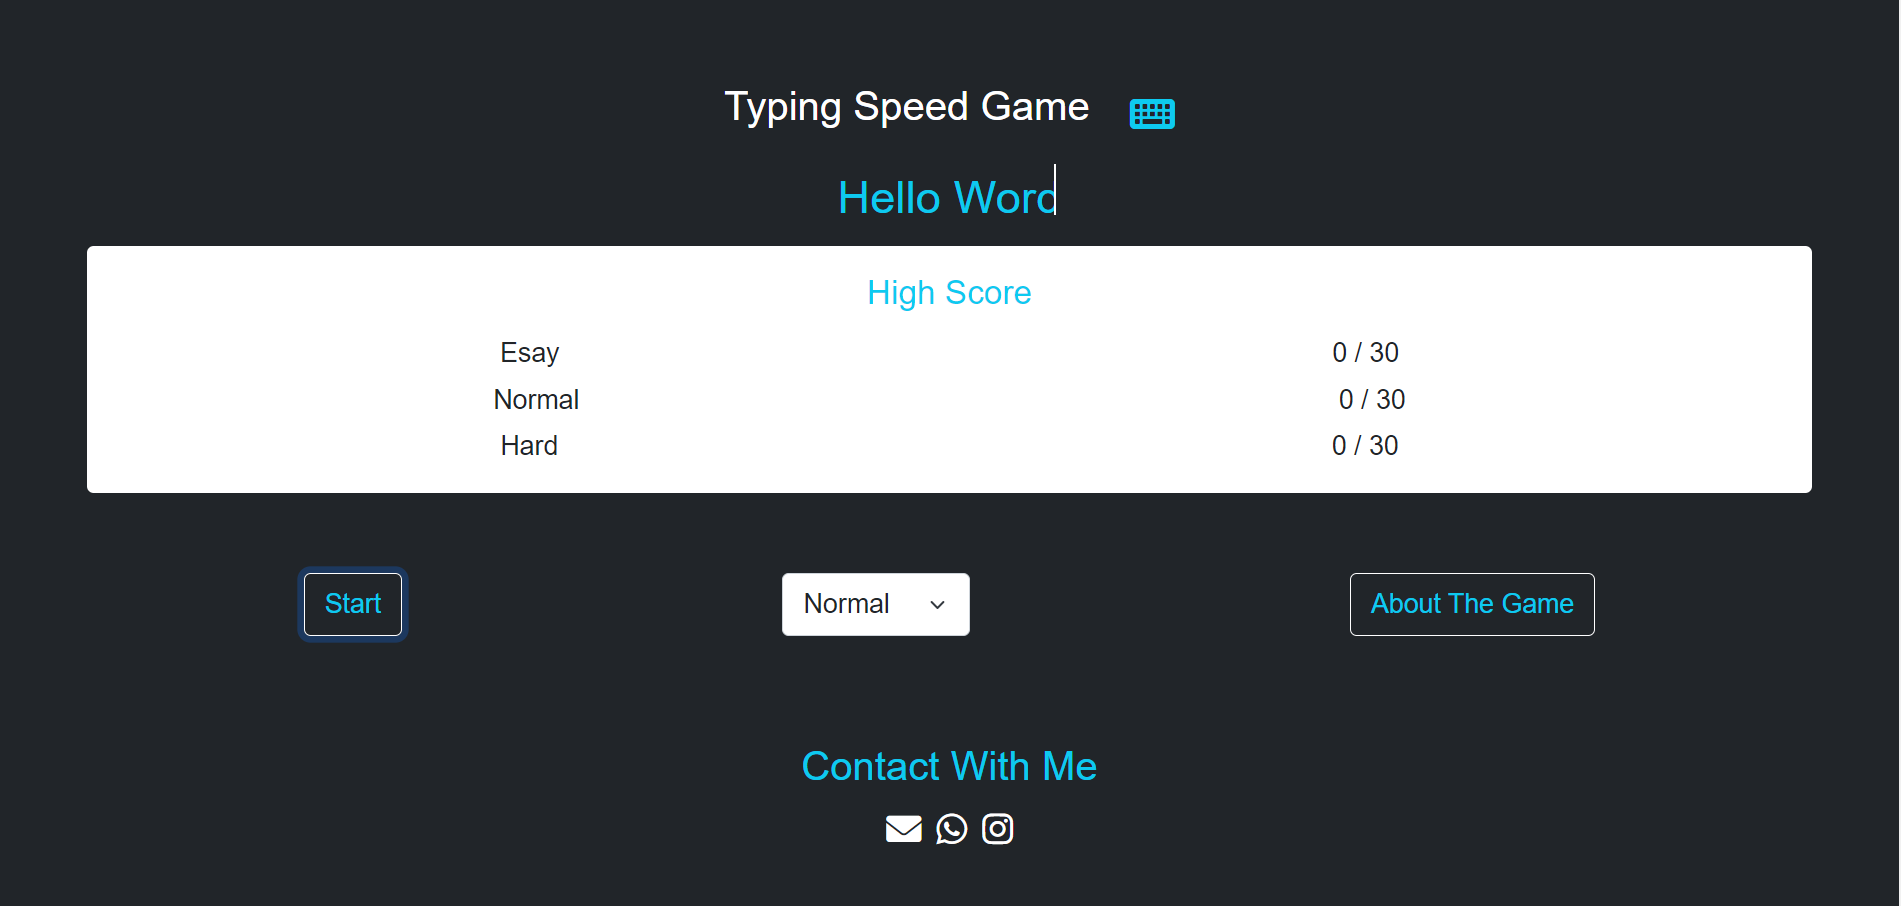 Typing Speed Game
Hello Word
High Score
Esay 0 / 30
Normal 0 / 30
Hard 0 / 30
Start Normal About The Game
Contact With Me